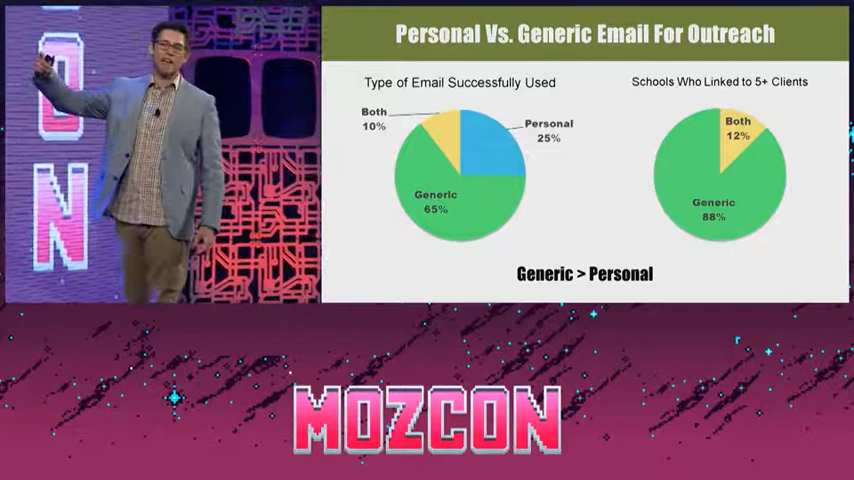 Personal Vs. Generic Email For Outreach
Type of Email Successfully Used
Both
10%
Personal
25%
Generic
65%
Schools Who Linked to 5+ Clients
Both
12%
Generic
88%
Generic > Personal
ON
MOZCON